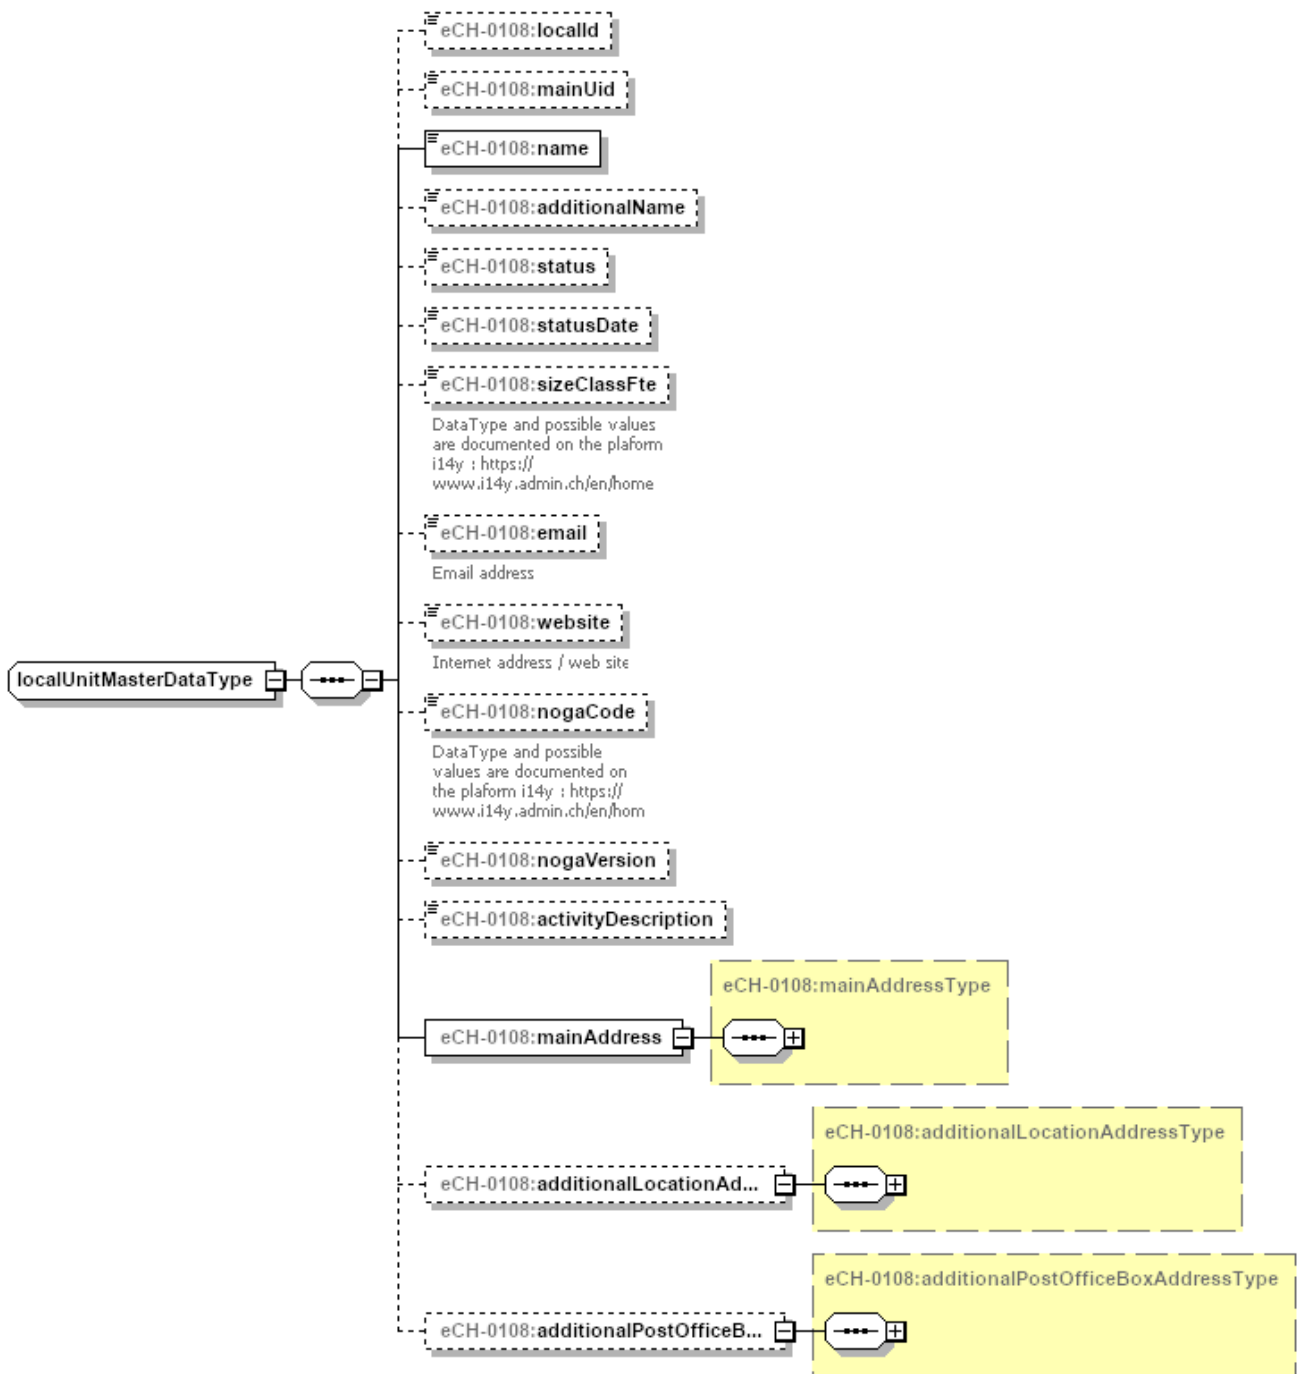 eCH-0108:localId
eCH-0108:mainUid
eCH-0108:name
eCH-0108:additionalName
eCH-0108:status
eCH-0108:statusDate
eCH-0108:sizeClassFte
DataType and possible values
are documented on the plaform
i14y : https://
www.i14y.admin.ch/en/home
eCH-0108:email
Email address
eCH-0108:website
Internet address / web site
localUnitMasterDataType
eCH-0108:nogaCode
DataType and possible
values are documented on
the plaform i14y : https://
www.i14y.admin.ch/en/hom
eCH-0108:nogaVersion
eCH-0108:activityDescription
eCH-0108:mainAddressType
eCH-0108:mainAddress
eCH-0108:additionalLocationAddressType
eCH-0108:additionalLocationAd...
eCH-0108:additionalPostOfficeBoxAddressType
eCH-0108:additionalPostOfficeB...